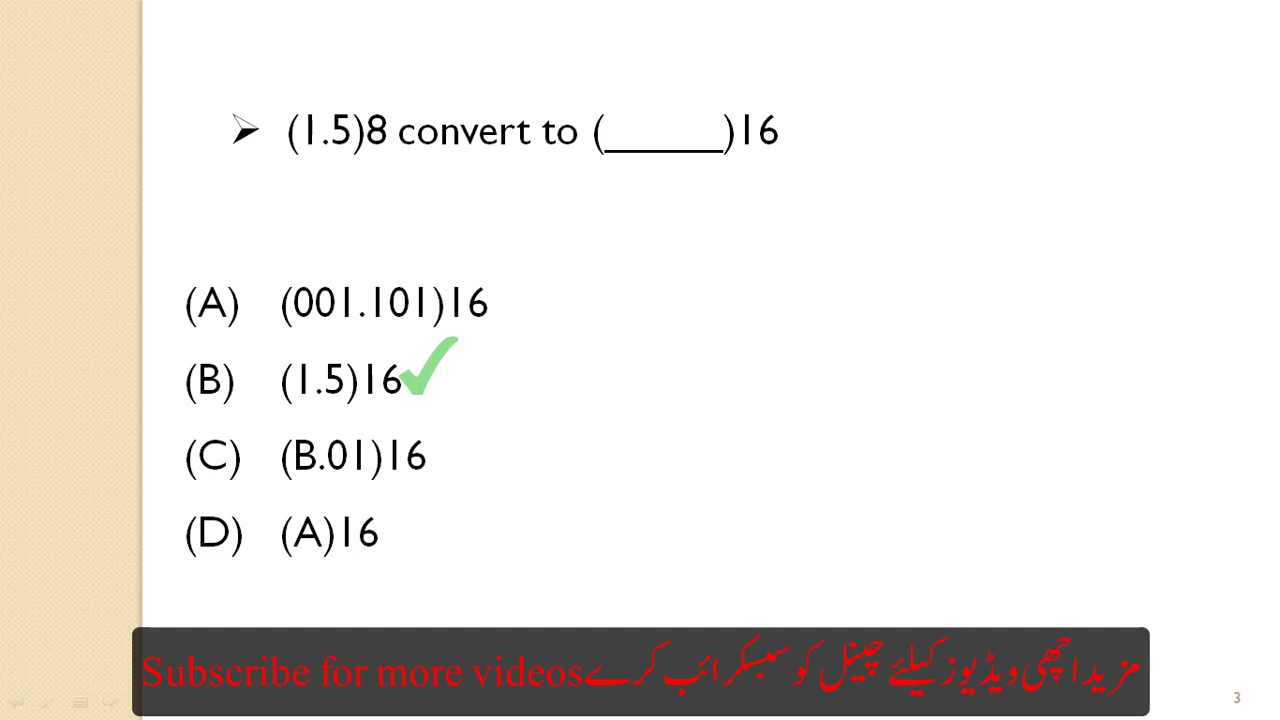 ➢ (1.5)8 convert to (_____)16
(A) (001.101)16
(B) (1.5)16✓
(C) (B.01)16
(D) (A)16
Subscribe for more videos مزید اچھی ویڈیوز کیلئے چینل کو سبسکرائب کرے
3